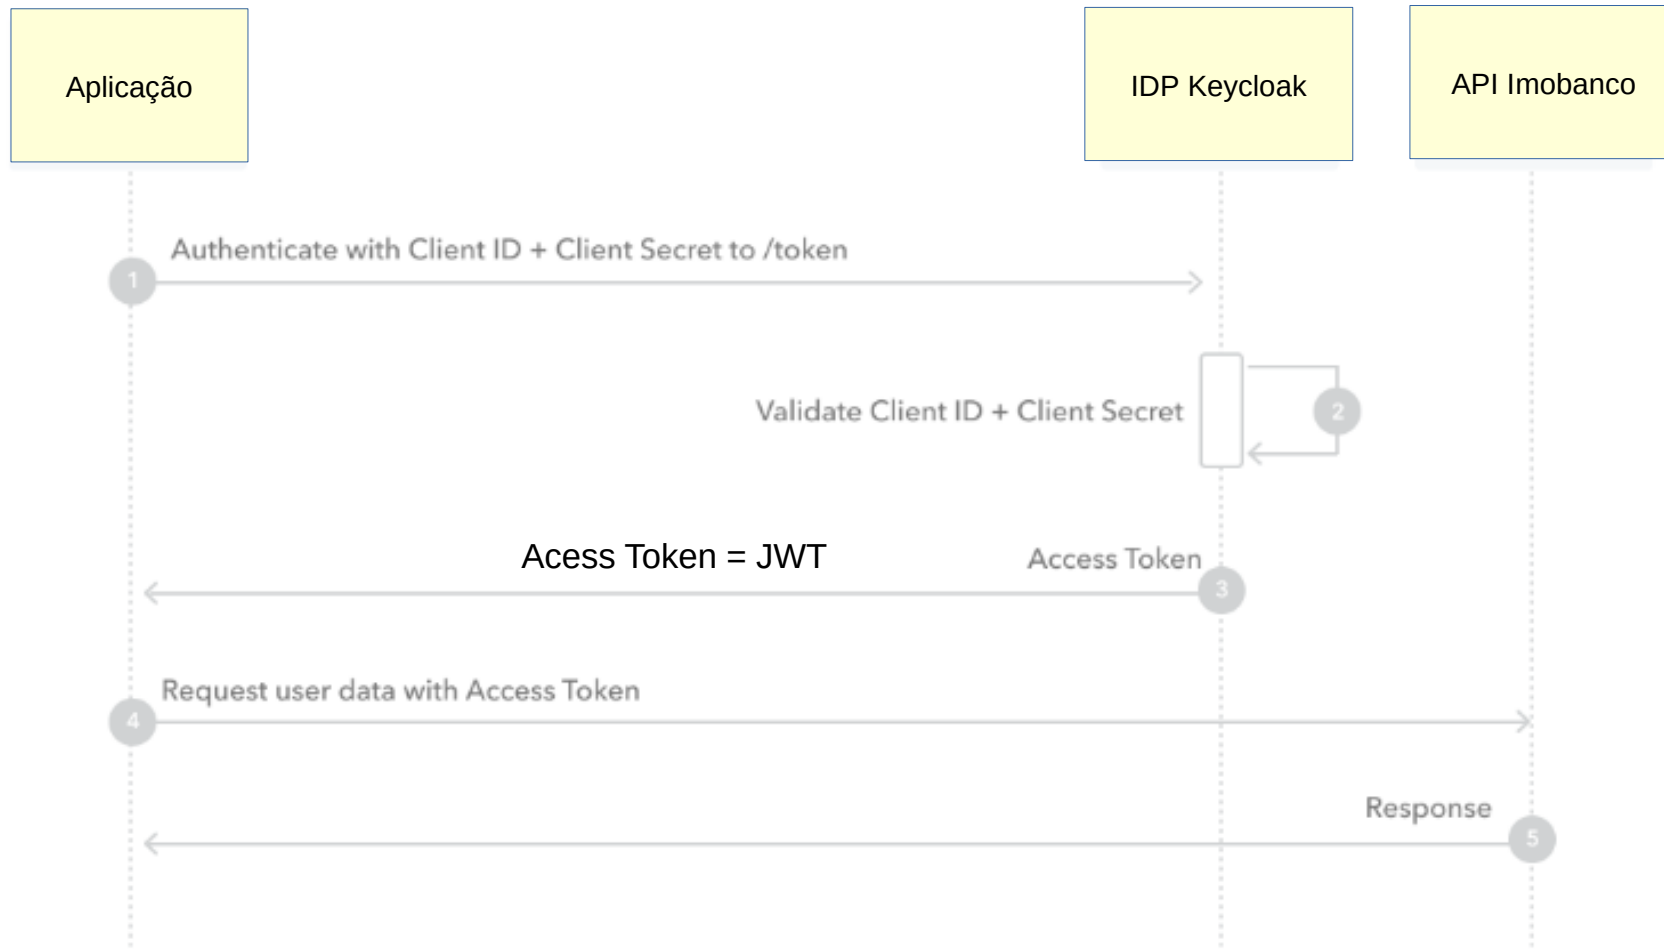 Aplicação
IDP Keycloak
API Imobanco
Authenticate with Client ID + Client Secret to /token
1
Validate Client ID + Client Secret
2
Acess Token = JWT
Access Token
3
Request user data with Access Token
4
Response
5